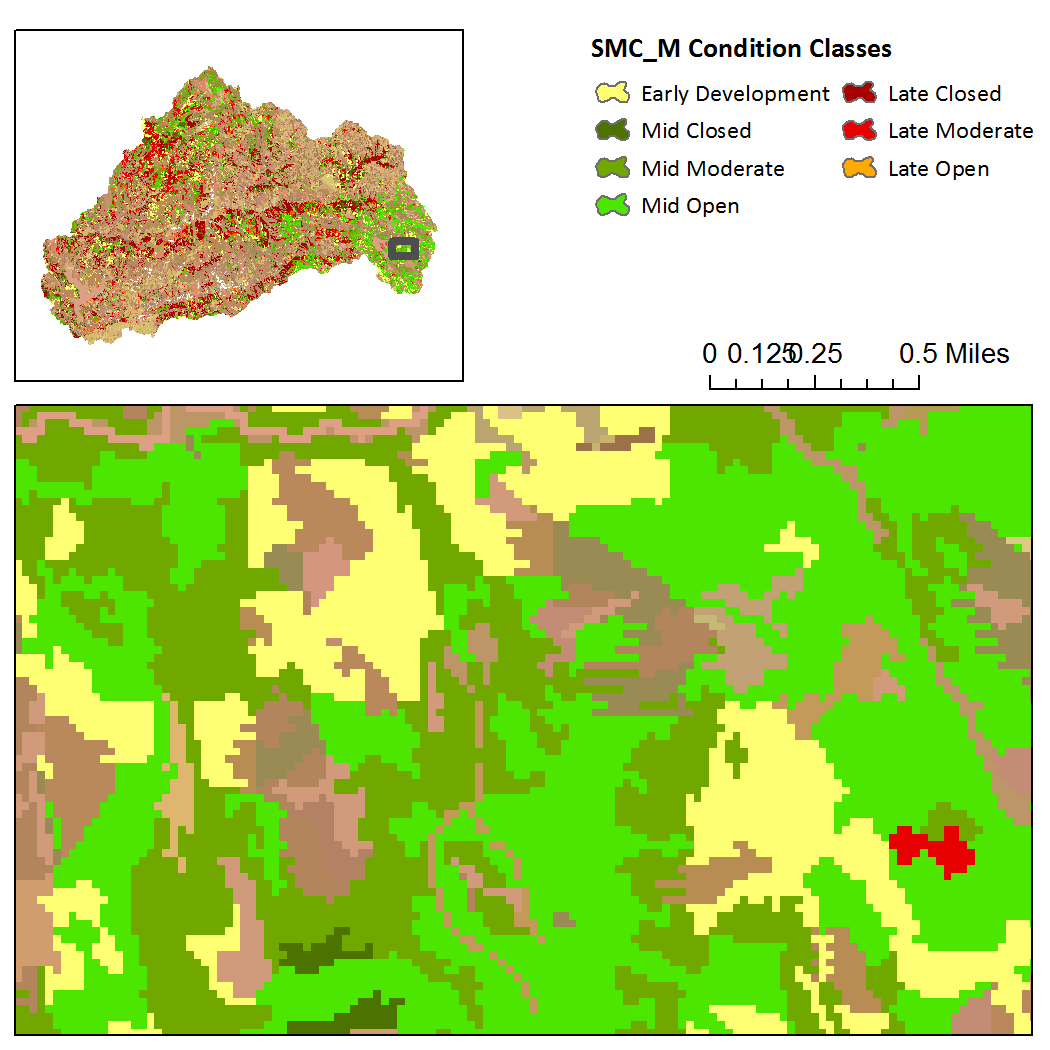 SMC_M Condition Classes
Early Development
Late Closed
Mid Closed
Late Moderate
Mid Moderate
Late Open
Mid Open
0 0.125 0.25 0.5 Miles